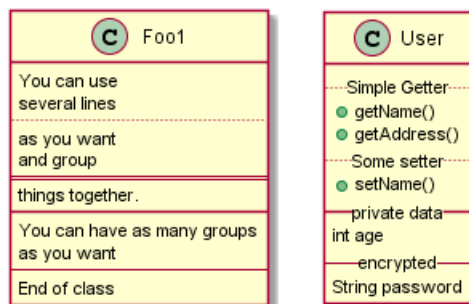 C Foo1
You can use
several lines
as you want
and group
things together.
You can have as many groups
as you want
End of class
C User
Simple Getter
getName()
getAddress()
Some setter
setName()
private data
int age
encrypted
String password